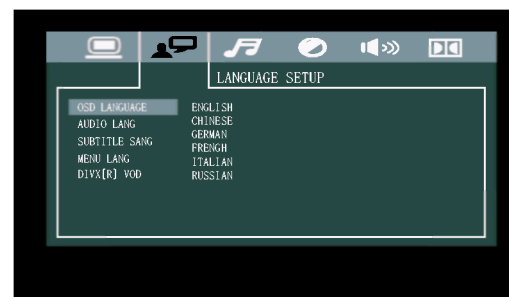 LANGUAGE SETUP
OSD LANGUAGE
AUDIO LANG
SUBTITLE SANG
MENU LANG
DIVX[R] VOD
ENGLISH
CHINESE
GERMAN
FRENGH
ITALIAN
RUSSIAN